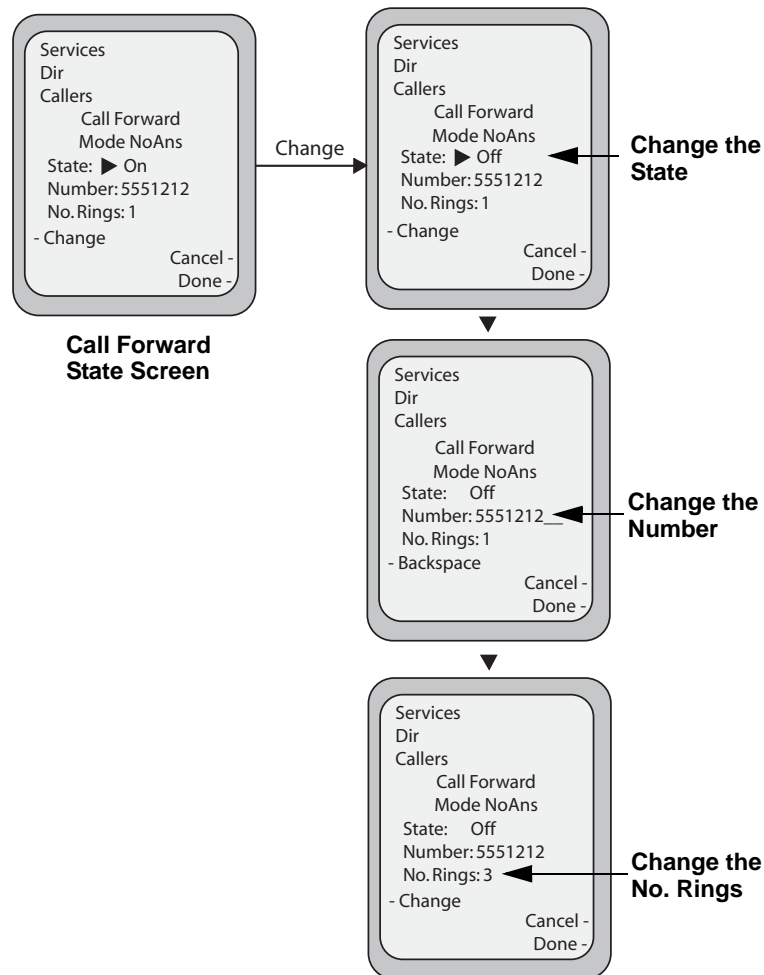 Services
Dir
Callers
Call Forward
Mode NoAns
State: ▶ On
Number: 5551212
No. Rings: 1
- Change
Cancel -
Done -
Call Forward
State Screen
Change
Services
Dir
Callers
Call Forward
Mode NoAns
State: ▶ Off
Number: 5551212
No. Rings: 1
- Change
Cancel -
Done -
Change the
State
Services
Dir
Callers
Call Forward
Mode NoAns
State: Off
Number: 5551212__
No. Rings: 1
- Backspace
Cancel -
Done -
Change the
Number
Services
Dir
Callers
Call Forward
Mode NoAns
State: Off
Number: 5551212
No. Rings: 3
- Change
Cancel -
Done -
Change the
No. Rings